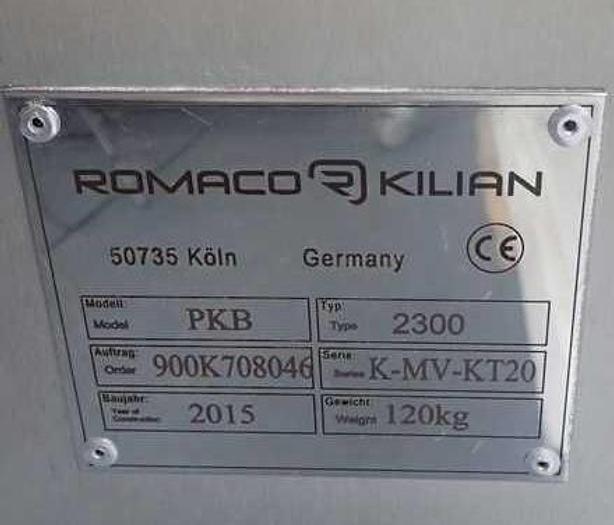 ROMACO R KILIAN
50735 Köln Germany CE
Modell: Model PKB Typ: Type 2300
Auftrag: Order 900K708046 Serie: Series K-MV-KT20
Baujahr: Year of Construction 2015 Gewicht: Weight 120kg